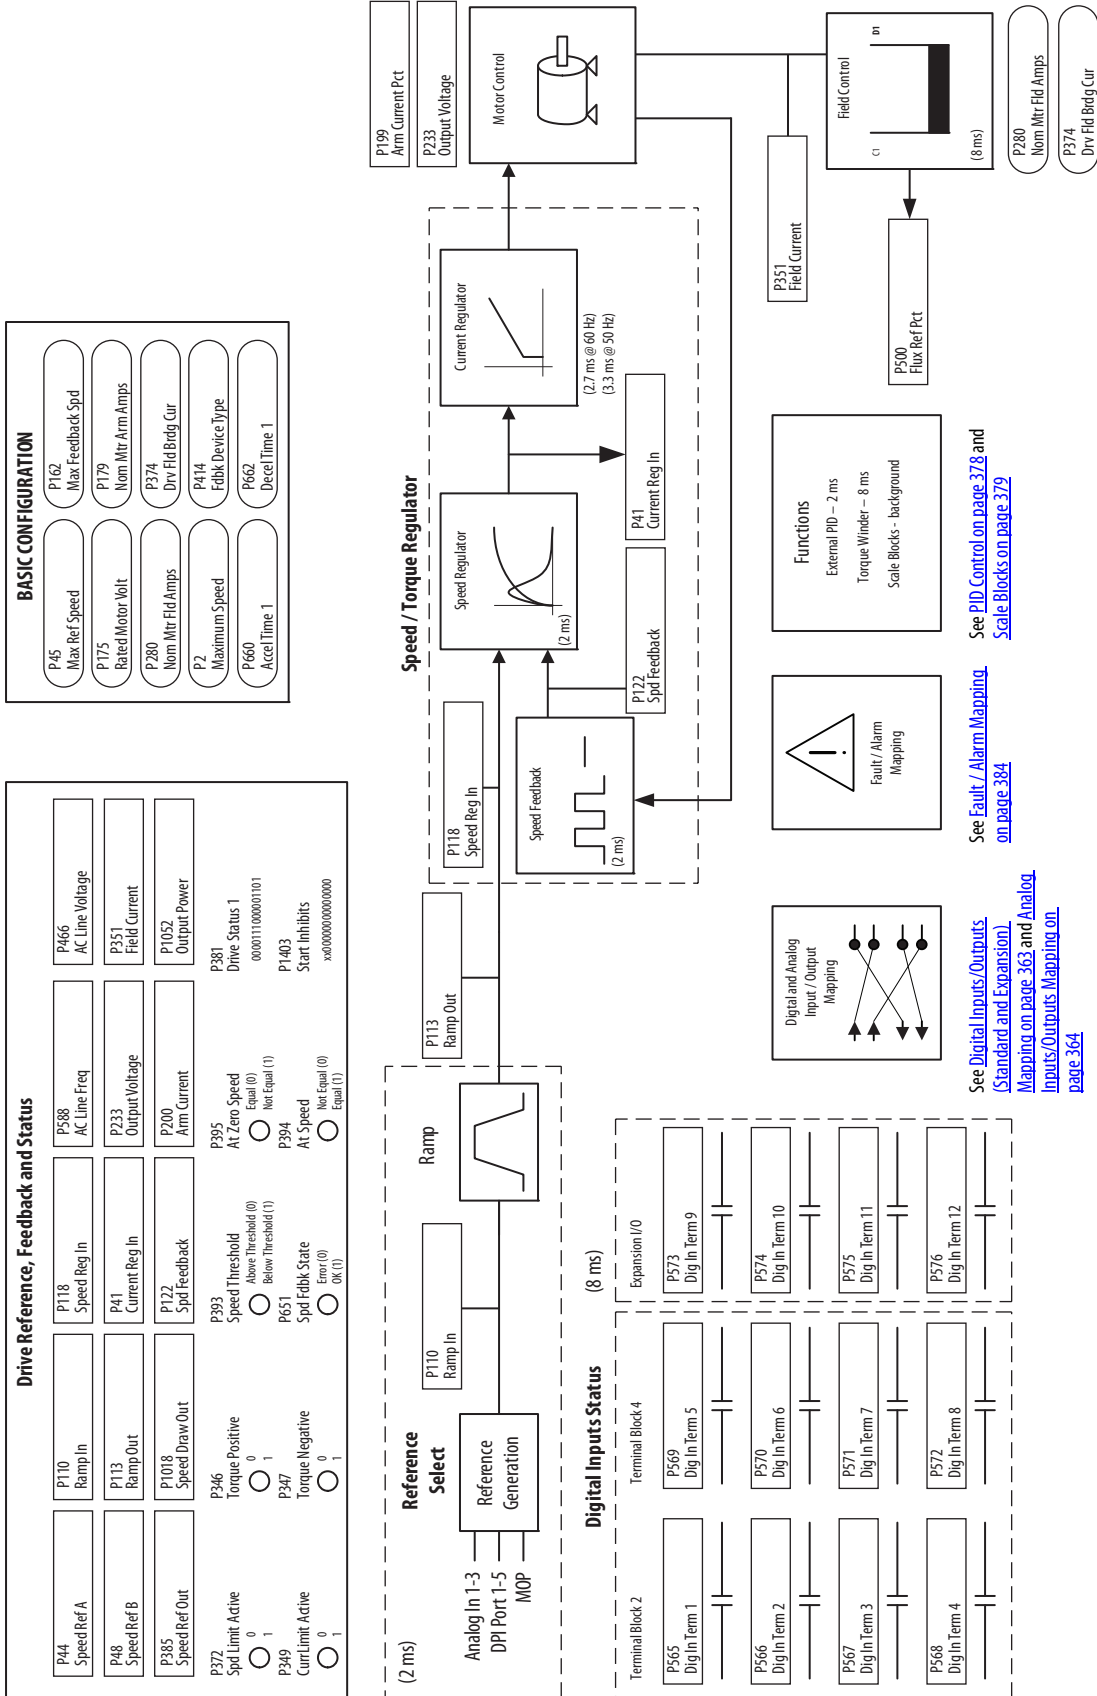 Drive Reference, Feedback and Status
P44
Speed Ref A
P110
Ramp In
P118
Speed Reg In
P588
AC Line Freq
P466
AC Line Voltage
P48
Speed Ref B
P113
Ramp Out
P41
Current Reg In
P233
Output Voltage
P351
Field Current
P385
Speed Ref Out
P1018
Speed Draw Out
P122
Spd Feedback
P200
Arm Current
P1052
Output Power
P372
Spd Limit Active
0
1
P346
Torque Positive
0
1
P393
Speed Threshold
Above Threshold (0)
Below Threshold (1)
P395
At Zero Speed
Equal (0)
Not Equal (1)
P381
Drive Status 1
0000111000001101
P349
CurrLimit Active
0
1
P347
Torque Negative
0
1
P651
Spd Fdbk State
Error (0)
OK (1)
P394
At Speed
Not Equal (0)
Equal (1)
P1403
Start Inhibits
xx00000000000000
BASIC CONFIGURATION
P45
Max Ref Speed
P162
Max Feedback Spd
P175
Rated Motor Volt
P179
Nom Mtr Arm Amps
P280
Nom Mtr Fld Amps
P374
Drv Fld Brdg Cur
P2
Maximum Speed
P414
Fdbk Device Type
P660
Accel Time 1
P662
Decel Time 1
(2 ms)
Reference
Select
Analog In 1-3
DPI Port 1-5
MOP
Reference
Generation
P110
Ramp In
Ramp
P113
Ramp Out
Speed / Torque Regulator
P118
Speed Reg In
Speed Feedback
(2 ms)
P122
Spd Feedback
Speed Regulator
(2 ms)
P41
Current Reg In
Current Regulator
(2.7 ms @ 60 Hz)
(3.3 ms @ 50 Hz)
P199
Arm Current Pct
P233
Output Voltage
Motor Control
P351
Field Current
Field Control
C1
D1
(8 ms)
P500
Flux Ref Pct
P280
Nom Mtr Fld Amps
P374
Drv Fld Brdg Cur
Digital Inputs Status
(8 ms)
Terminal Block 2
Terminal Block 4
Expansion I/O
P565
Dig In Term 1
P569
Dig In Term 5
P573
Dig In Term 9
P566
Dig In Term 2
P570
Dig In Term 6
P574
Dig In Term 10
P567
Dig In Term 3
P571
Dig In Term 7
P575
Dig In Term 11
P568
Dig In Term 4
P572
Dig In Term 8
P576
Dig In Term 12
Digtal and Analog
Input / Output
Mapping
See Digital Inputs/Outputs
(Standard and Expansion)
Mapping on page 363 and Analog
Inputs/Outputs Mapping on
page 364
Fault / Alarm
Mapping
See Fault / Alarm Mapping
on page 384
Functions
External PID – 2 ms
Torque Winder – 8 ms
Scale Blocks - background
See PID Control on page 378 and
Scale Blocks on page 379